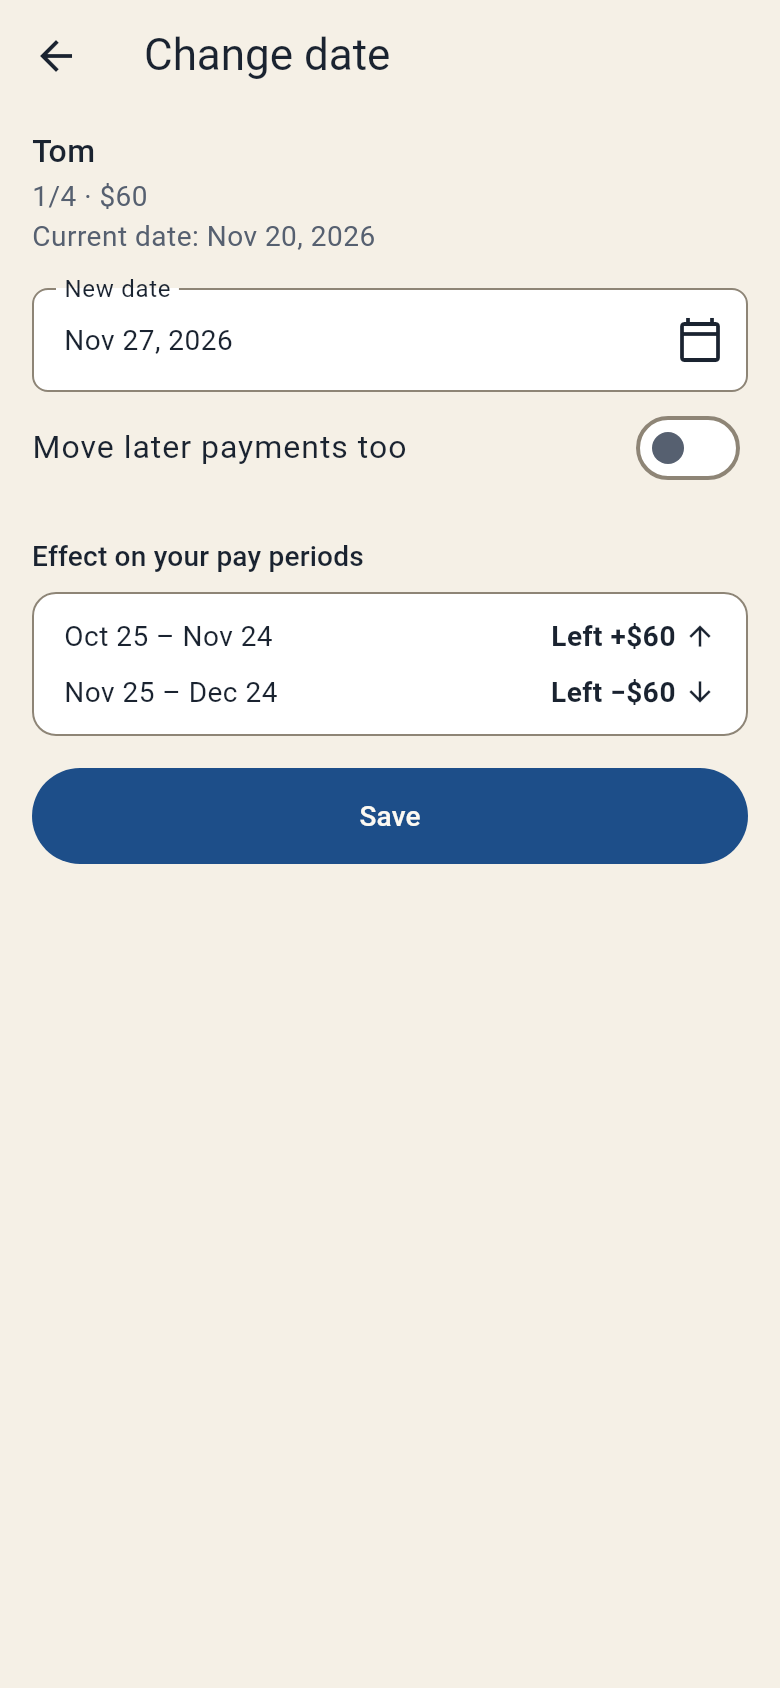 Change date
Tom
1/4 · $60
Current date: Nov 20, 2026
New date
Nov 27, 2026
Move later payments too
Effect on your pay periods
Oct 25 – Nov 24 Left +$60 ↑
Nov 25 – Dec 24 Left −$60 ↓
Save